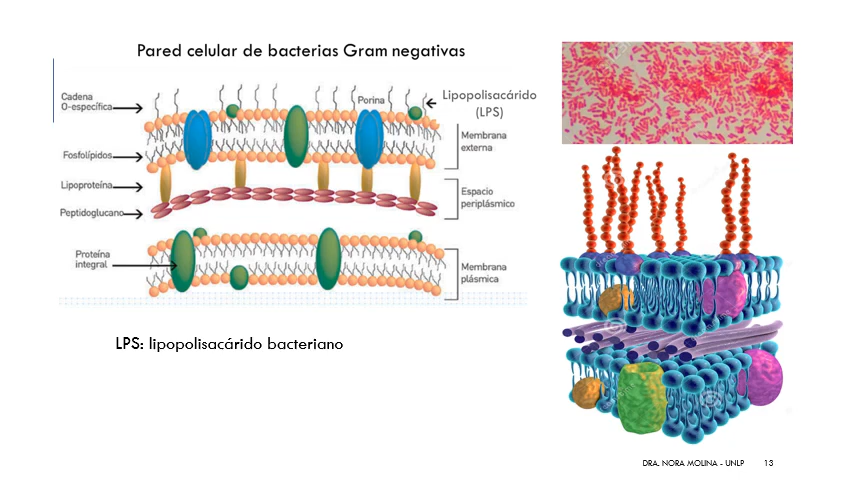 Pared celular de bacterias Gram negativas
Cadena
O-específica
Porina
Lipopolisacárido
(LPS)
Membrana
externa
Fosfolípidos
Lipoproteína
Espacio
periplásmico
Peptidoglucano
Proteína
integral
Membrana
plásmica
LPS: lipopolisacárido bacteriano
DRA. NORA MOLINA - UNLP
13